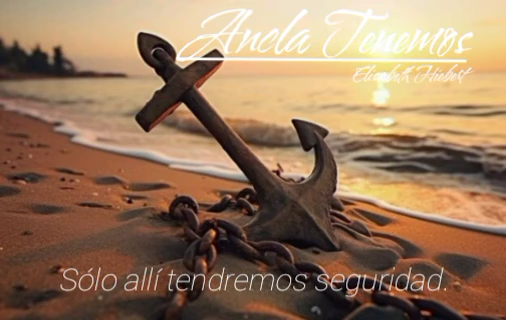 Ancla Tenemos
Elizabeth Hiebert
Sólo allí tendremos seguridad.